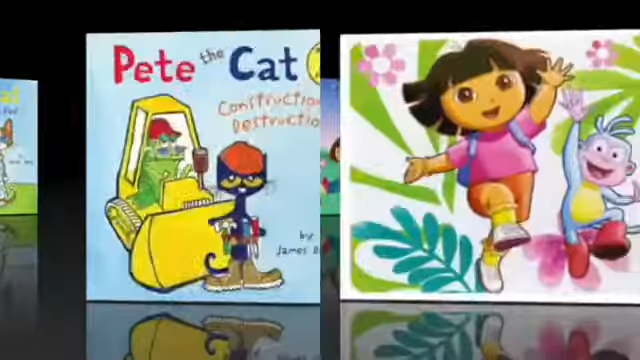 Pete the Cat
Construction
Destruction
by
James